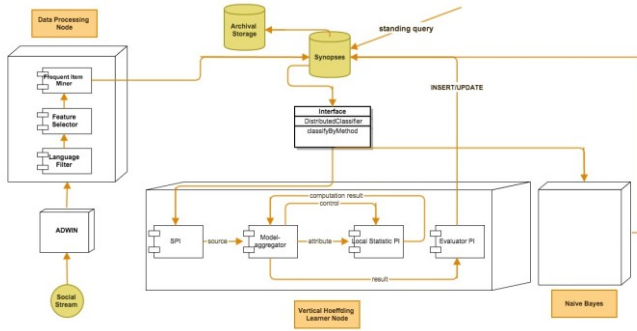 Data Processing
Node
Archival
Storage
standing query
Synopses
Frequent Item
Miner
INSERT/UPDATE
Interface
DistributedClassifier
classifyByMethod
Feature
Selector
Language
Filter
computation result
control
ADWIN
SPI
source
Model-
aggregator
attribute
Local Statistic PI
Evaluator PI
result
Social
Stream
Vertical Hoeffding
Learner Node
Naive Bayes